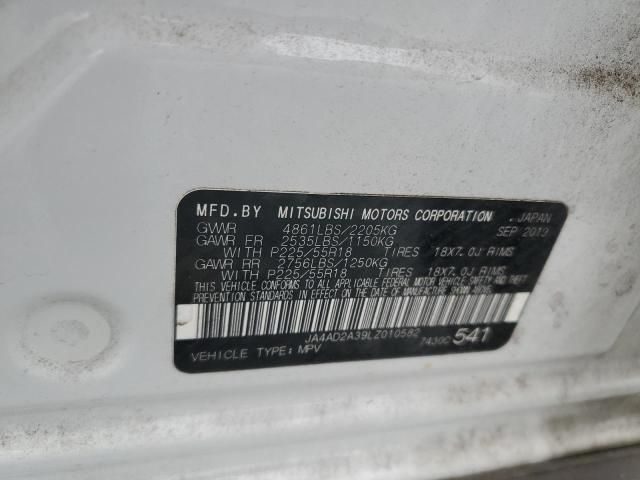 MFD. BY MITSUBISHI MOTORS CORPORATION , JAPAN
GVWR 4861LBS/2205KG SEP 2019
GAWR FR 2535LBS/1150KG
WITH P225/55R18 TIRES 18X7.0J RIMS
GAWR RR 2756LBS/1250KG
WITH P225/55R18 TIRES 18X7.0J RIMS
THIS VEHICLE CONFORMS TO ALL APPLICABLE FEDERAL MOTOR VEHICLE SAFETY AND THEFT
PREVENTION STANDARDS IN EFFECT ON THE DATE OF MANUFACTURE SHOWN ABOVE.
JA4AD2A39LZ010582
VEHICLE TYPE: MPV 7430C 541